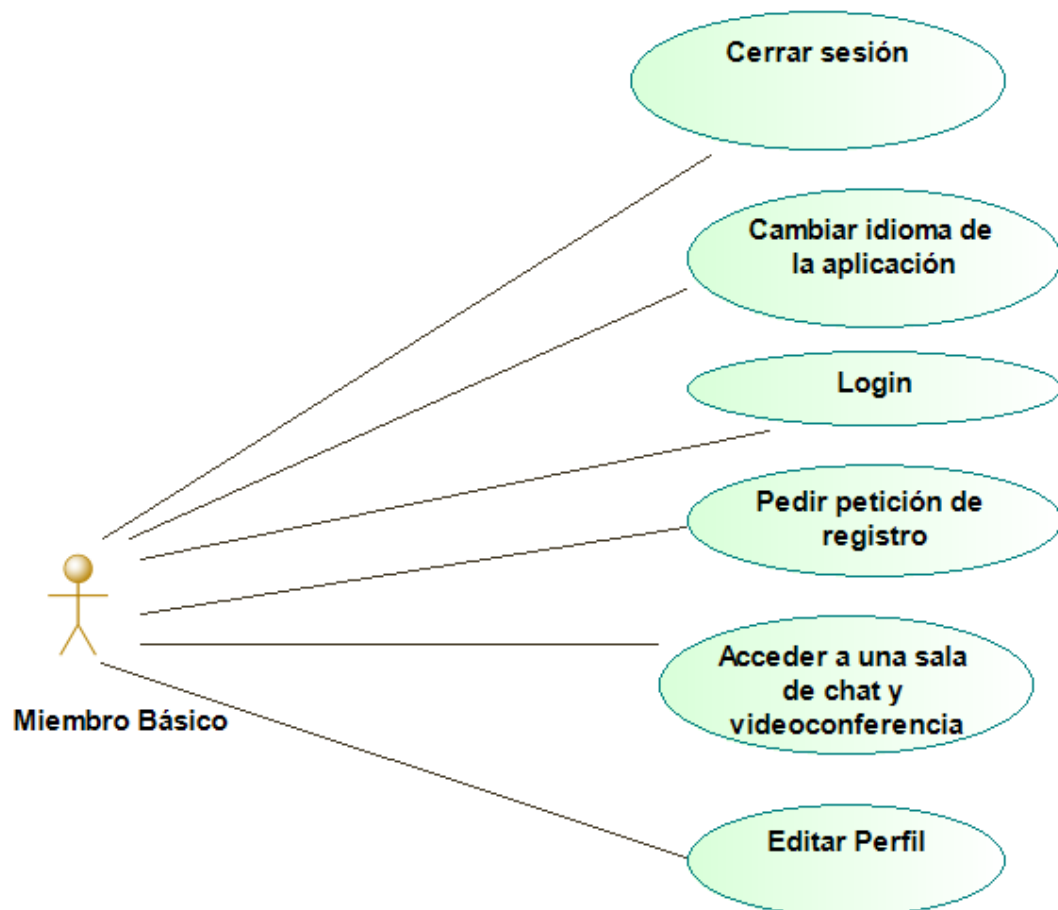 Cerrar sesión
Cambiar idioma de
la aplicación
Login
Pedir petición de
registro
Acceder a una sala
de chat y
videoconferencia
Miembro Básico
Editar Perfil